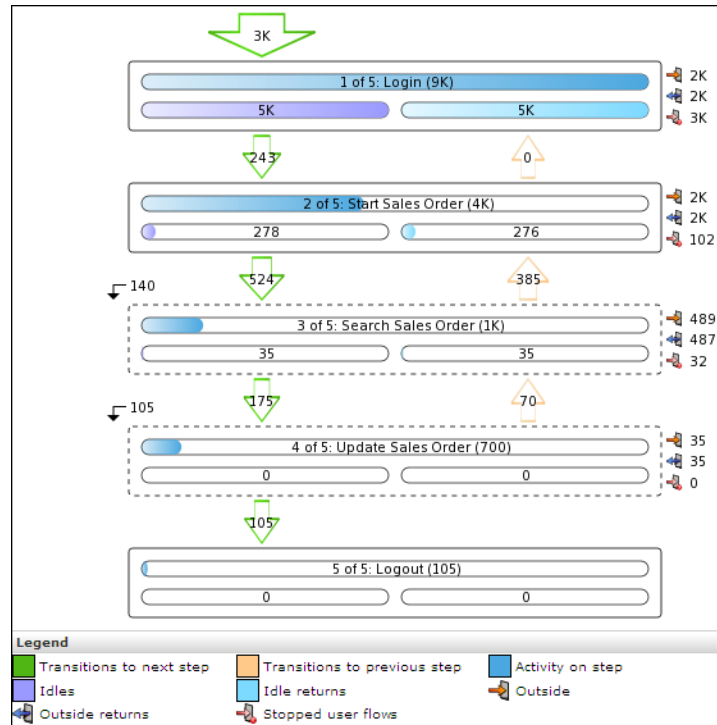 3K
1 of 5: Login (9K)
2K
5K 5K
2K
3K
243 0
2 of 5: Start Sales Order (4K)
2K
2K
278 276
102
524 385
140
3 of 5: Search Sales Order (1K)
489
487
35 35
32
175 70
105
4 of 5: Update Sales Order (700)
35
35
0 0
0
105
5 of 5: Logout (105)
0 0
Legend
Transitions to next step Transitions to previous step Activity on step
Idles Idle returns Outside
Outside returns Stopped user flows